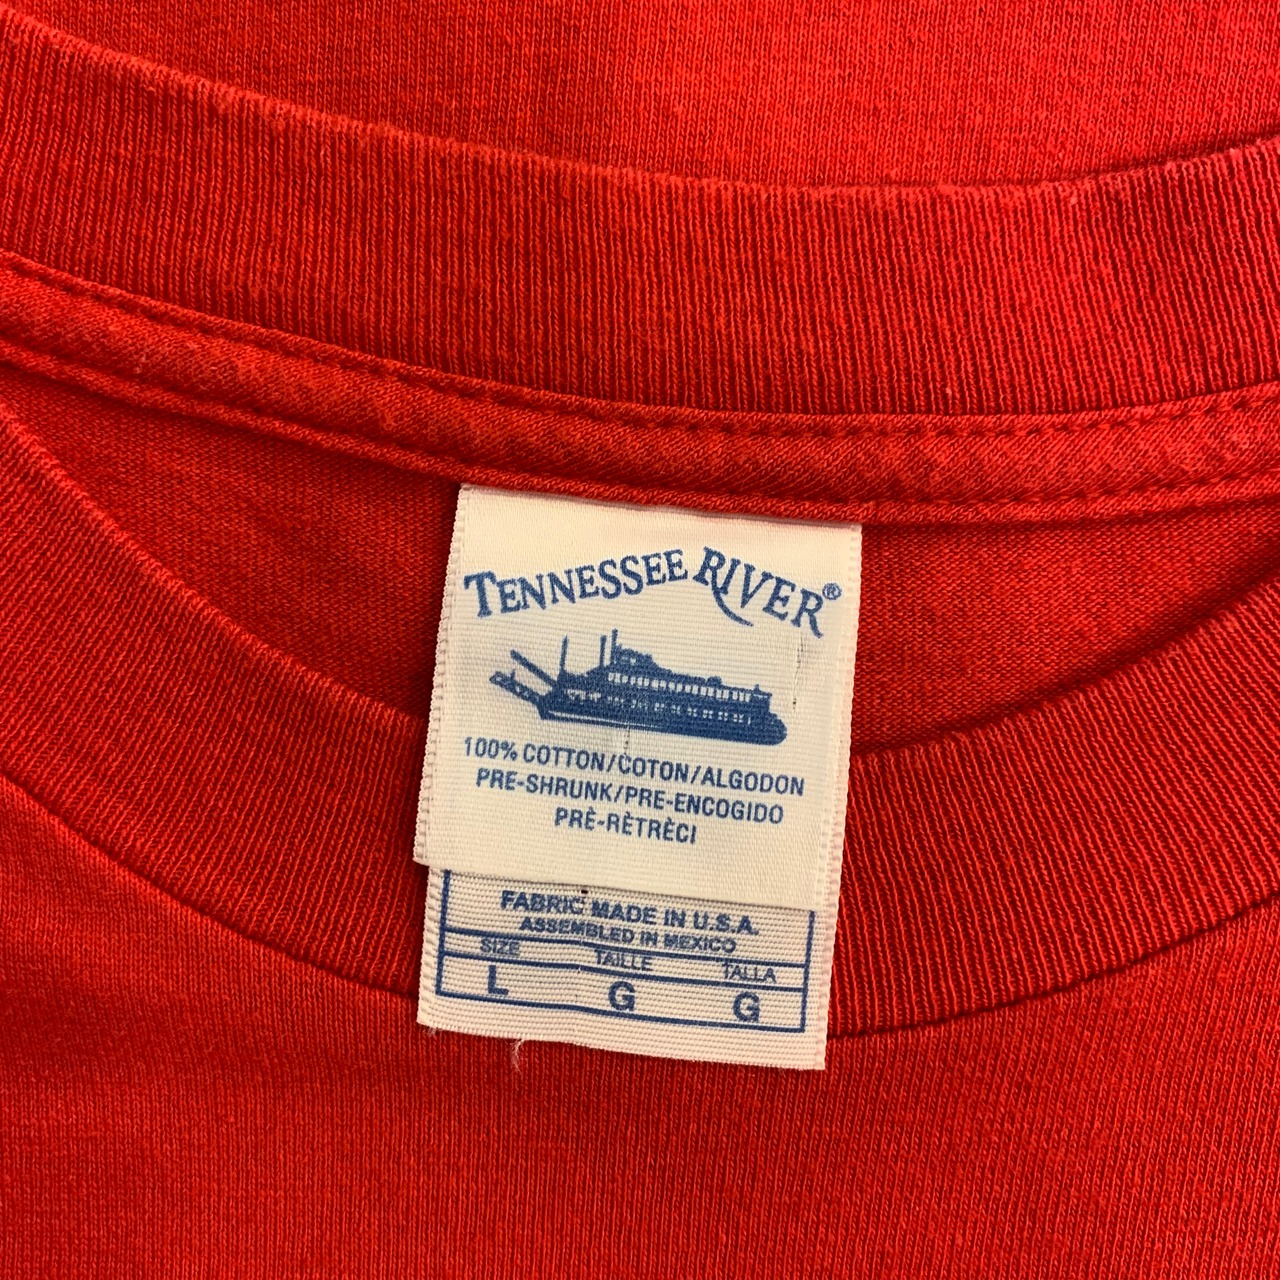 TENNESSEE RIVER®
100% COTTON/COTON/ALGODON
PRE-SHRUNK/PRE-ENCOGIDO
PRÈ-RÈTRÈCI
FABRIC MADE IN U.S.A.
ASSEMBLED IN MEXICO
SIZE TAILLE TALLA
L G G